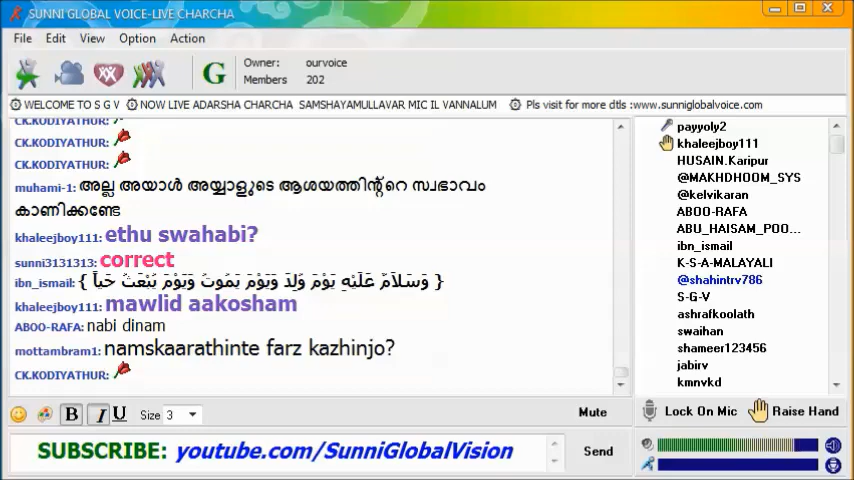 SUNNI GLOBAL VOICE-LIVE CHARCHA
File Edit View Option Action
G
Owner: ourvoice
Members 202
WELCOME TO S G V NOW LIVE ADARSHA CHARCHA SAMSHAYAMULLAVAR MIC IL VANNALUM Pls visit for more dtls :www.sunniglobalvoice.com
CK.KODIYATHUR:
CK.KODIYATHUR:
CK.KODIYATHUR:
muhami-1: അല്ല അയാള്‍ അയ്യാളുടെ ആശയത്തിന്‍റെ സ്വഭാവം
കാണിക്കണ്ടേ
khaleejboy111: ethu swahabi?
sunni3131313: correct
ibn_ismail: { وَسَلاَمٌ عَلَيْهِ يَوْمَ وُلِدَ وَيَوْمَ يَمُوتُ وَيَوْمَ يُبْعَثُ حَياً }
khaleejboy111: mawlid aakosham
ABOO-RAFA: nabi dinam
mottambram1: namskaarathinte farz kazhinjo?
CK.KODIYATHUR:
payyoly2
khaleejboy111
HUSAIN.Karipur
@MAKHDHOOM_SYS
@kelvikaran
ABOO-RAFA
ABU_HAISAM_POO...
ibn_ismail
K-S-A-MALAYALI
@shahintrv786
S-G-V
ashrafkoolath
swaihan
shameer123456
jabirv
kmnvkd
B I U Size 3 Mute
Lock On Mic Raise Hand
SUBSCRIBE: youtube.com/SunniGlobalVision
Send